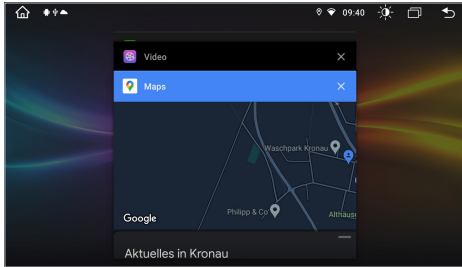 09:40
Video
Maps
Waschpark Kronau
Philipp & Co
Althaus
Google
Aktuelles in Kronau